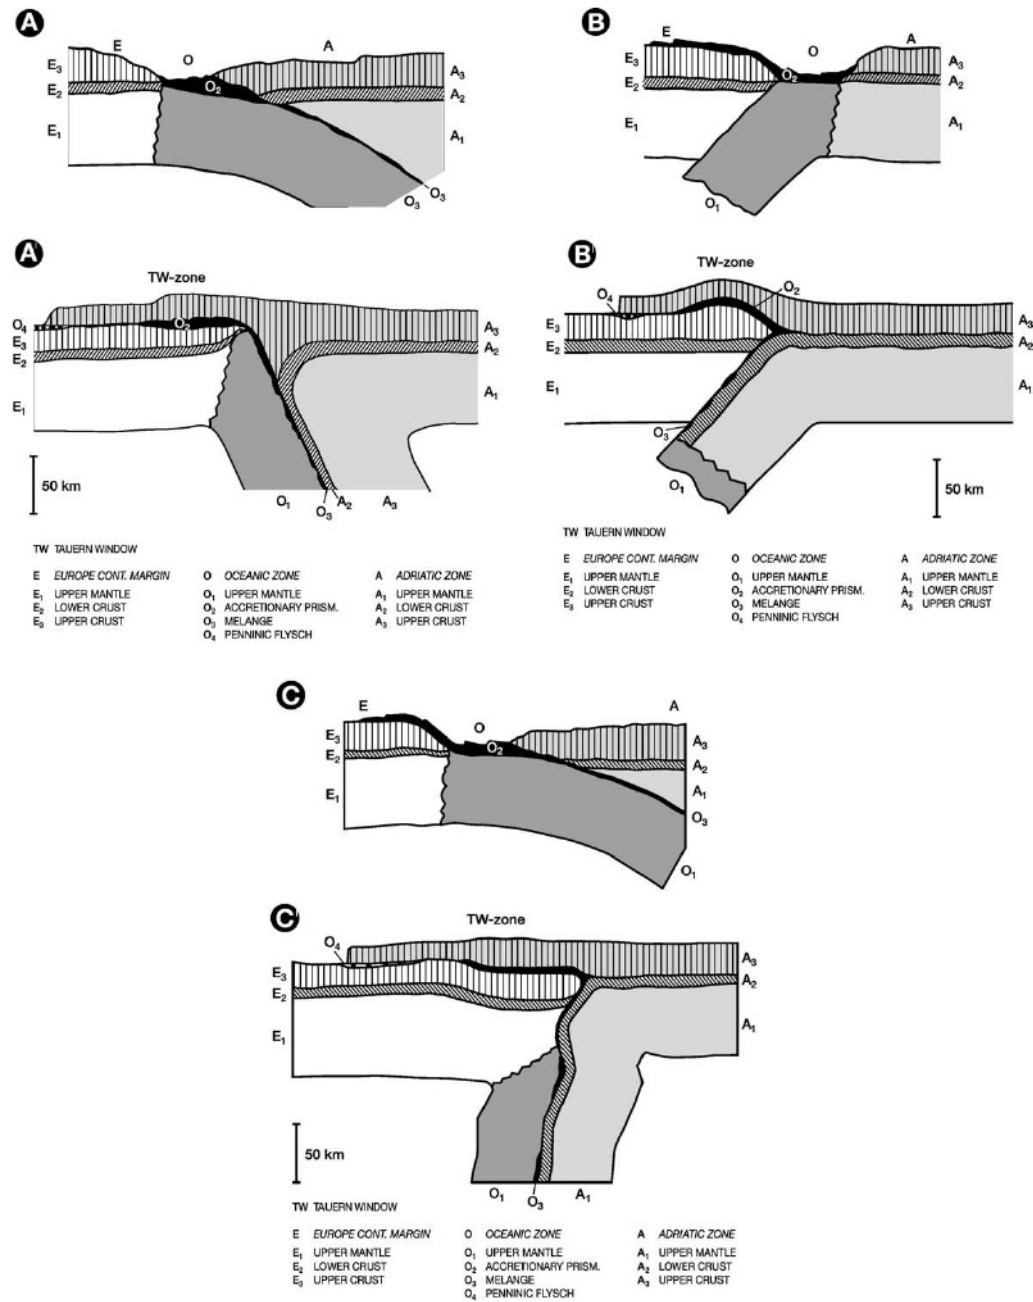 A
E
O
A
E₃
O₂
A₃
E₂
A₂
E₁
A₁
O₃
O₃
B
E
O
A
E₃
O₂
A₃
E₂
A₂
E₁
A₁
O₁
A'
TW-zone
O₄
O₂
E₃
A₃
E₂
A₂
E₁
A₁
50 km
O₁
O₃
A₂
A₃
B'
TW-zone
O₄
O₂
E₃
A₃
E₂
A₂
E₁
A₁
O₃
O₁
50 km
TW TAUERN WINDOW
E EUROPE CONT. MARGIN O OCEANIC ZONE A ADRIATIC ZONE
E₁ UPPER MANTLE O₁ UPPER MANTLE A₁ UPPER MANTLE
E₂ LOWER CRUST O₂ ACCRETIONARY PRISM. A₂ LOWER CRUST
E₃ UPPER CRUST O₃ MELANGE A₃ UPPER CRUST
O₄ PENNINIC FLYSCH
TW TAUERN WINDOW
E EUROPE CONT. MARGIN O OCEANIC ZONE A ADRIATIC ZONE
E₁ UPPER MANTLE O₁ UPPER MANTLE A₁ UPPER MANTLE
E₂ LOWER CRUST O₂ ACCRETIONARY PRISM. A₂ LOWER CRUST
E₃ UPPER CRUST O₃ MELANGE A₃ UPPER CRUST
O₄ PENNINIC FLYSCH
C
E
O
A
E₃
O₂
A₃
E₂
A₂
E₁
A₁
O₃
O₁
C'
TW-zone
O₄
E₃
A₃
E₂
A₂
E₁
A₁
50 km
O₁
O₃
A₁
TW TAUERN WINDOW
E EUROPE CONT. MARGIN O OCEANIC ZONE A ADRIATIC ZONE
E₁ UPPER MANTLE O₁ UPPER MANTLE A₁ UPPER MANTLE
E₂ LOWER CRUST O₂ ACCRETIONARY PRISM. A₂ LOWER CRUST
E₃ UPPER CRUST O₃ MELANGE A₃ UPPER CRUST
O₄ PENNINIC FLYSCH